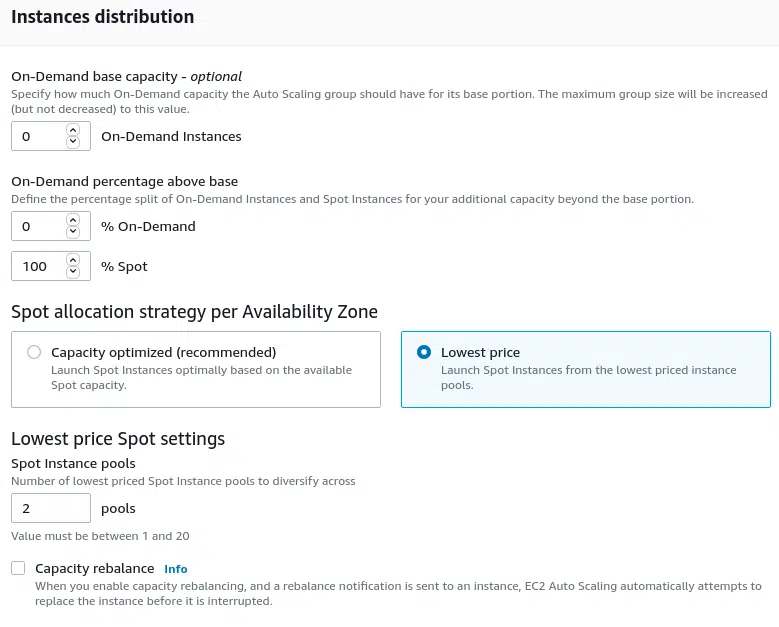 Instances distribution
On-Demand base capacity - optional
Specify how much On-Demand capacity the Auto Scaling group should have for its base portion. The maximum group size will be increased
(but not decreased) to this value.
0 On-Demand Instances
On-Demand percentage above base
Define the percentage split of On-Demand Instances and Spot Instances for your additional capacity beyond the base portion.
0 % On-Demand
100 % Spot
Spot allocation strategy per Availability Zone
Capacity optimized (recommended)
Launch Spot Instances optimally based on the available
Spot capacity.
Lowest price
Launch Spot Instances from the lowest priced instance
pools.
Lowest price Spot settings
Spot Instance pools
Number of lowest priced Spot Instance pools to diversify across
2 pools
Value must be between 1 and 20
Capacity rebalance Info
When you enable capacity rebalancing, and a rebalance notification is sent to an instance, EC2 Auto Scaling automatically attempts to
replace the instance before it is interrupted.